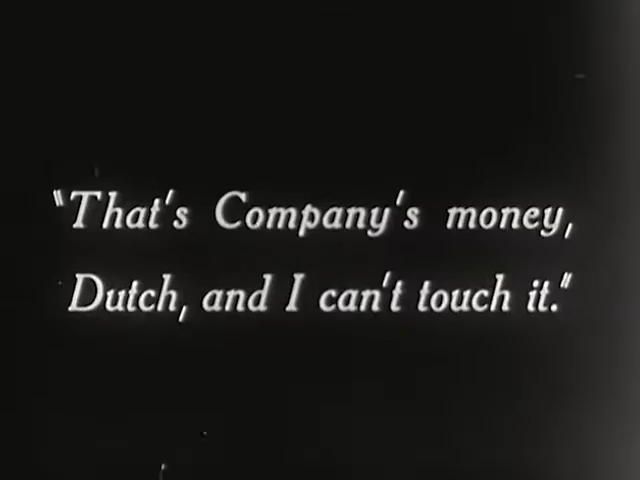 "That's Company's money,
Dutch, and I can't touch it."